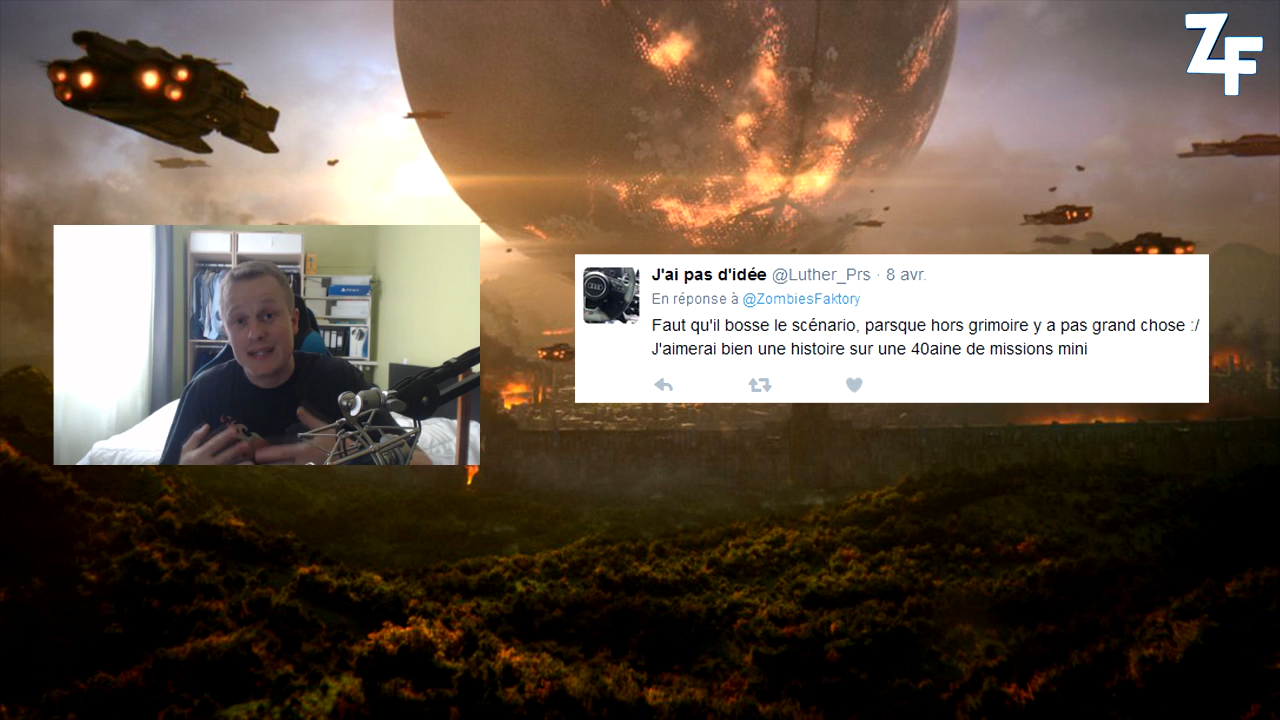 ZF
J'ai pas d'idée @Luther_Prs · 8 avr.
En réponse à @ZombiesFaktory
Faut qu'il bosse le scénario, parsque hors grimoire y a pas grand chose :/
J'aimerai bien une histoire sur une 40aine de missions mini